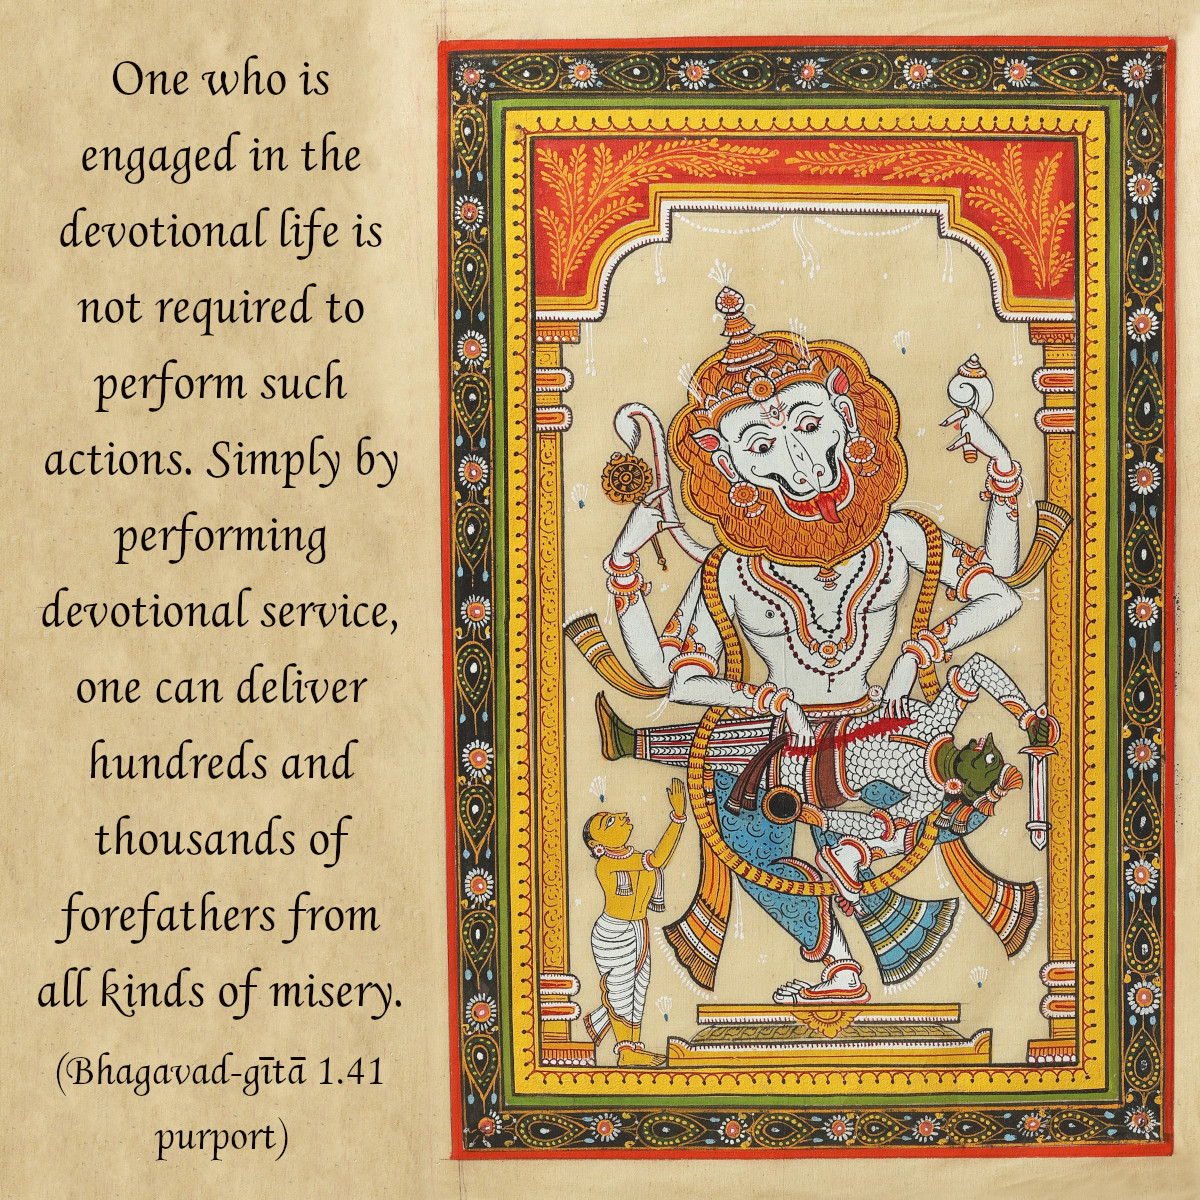 One who is
engaged in the
devotional life is
not required to
perform such
actions. Simply by
performing
devotional service,
one can deliver
hundreds and
thousands of
forefathers from
all kinds of misery.
(Bhagavad-gītā 1.41
purport)